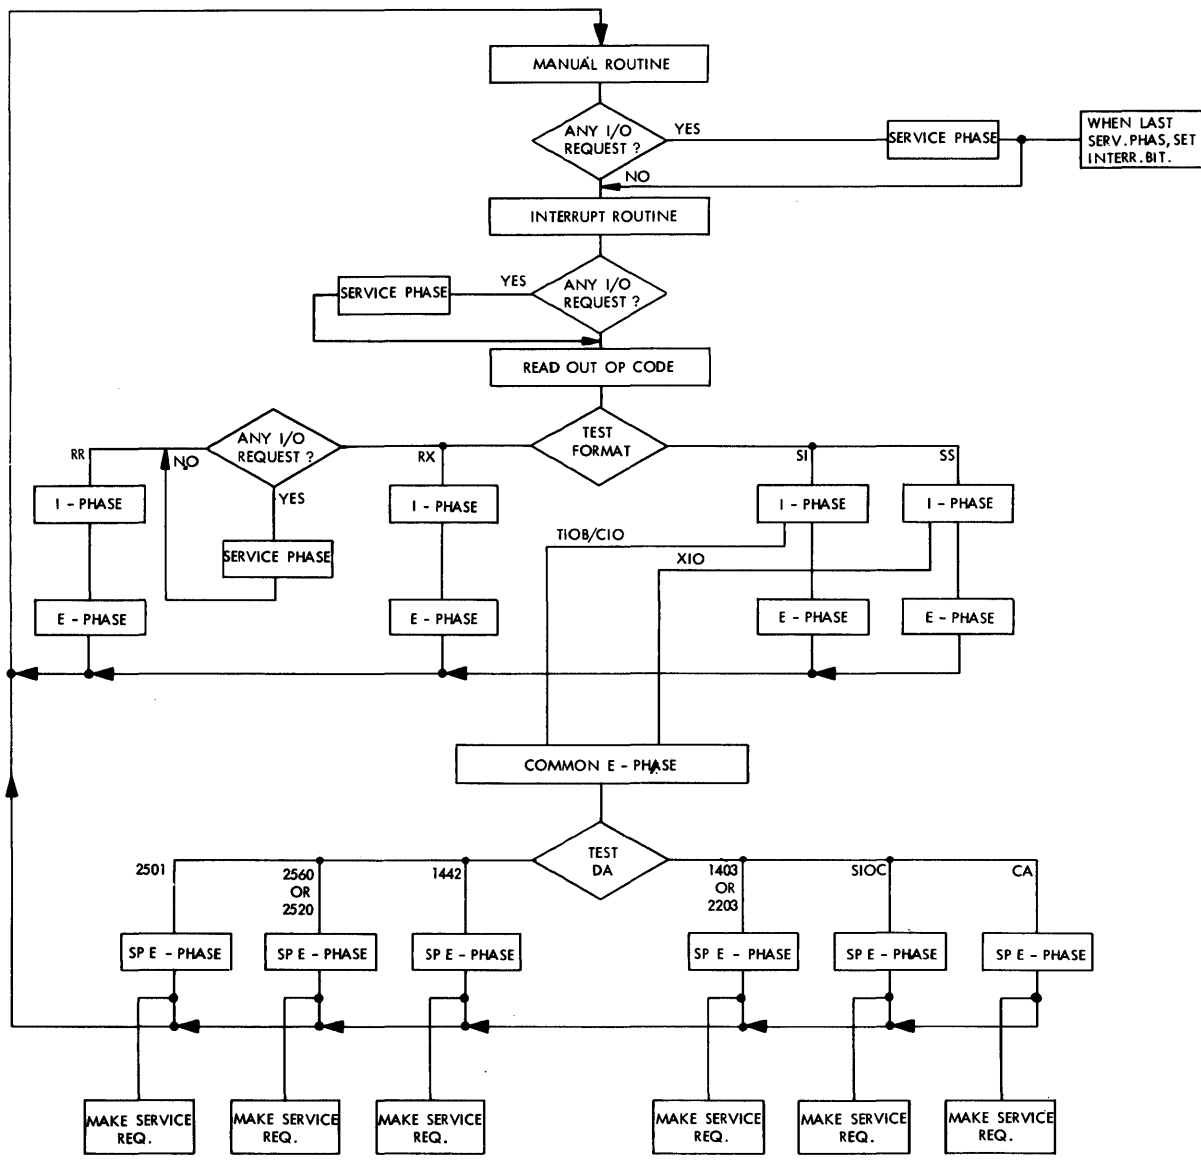 MANUAL ROUTINE
ANY I/O
REQUEST ?
YES
SERVICE PHASE
WHEN LAST
SERV.PHAS,SET
INTERR.BIT.
NO
INTERRUPT ROUTINE
ANY I/O
REQUEST ?
YES
SERVICE PHASE
READ OUT OP CODE
TEST
FORMAT
ANY I/O
REQUEST ?
RR
NO
YES
RX
SI
SS
I - PHASE
I - PHASE
I - PHASE
I - PHASE
SERVICE PHASE
TIOB/CIO
XIO
E - PHASE
E - PHASE
E - PHASE
E - PHASE
COMMON E - PHASE
TEST
DA
2501
2560
OR
2520
1442
1403
OR
2203
SIOC
CA
SP E - PHASE
SP E - PHASE
SP E - PHASE
SP E - PHASE
SP E - PHASE
SP E - PHASE
MAKE SERVICE
REQ.
MAKE SERVICE
REQ.
MAKE SERVICE
REQ.
MAKE SERVICE
REQ.
MAKE SERVICE
REQ.
MAKE SERVICE
REQ.